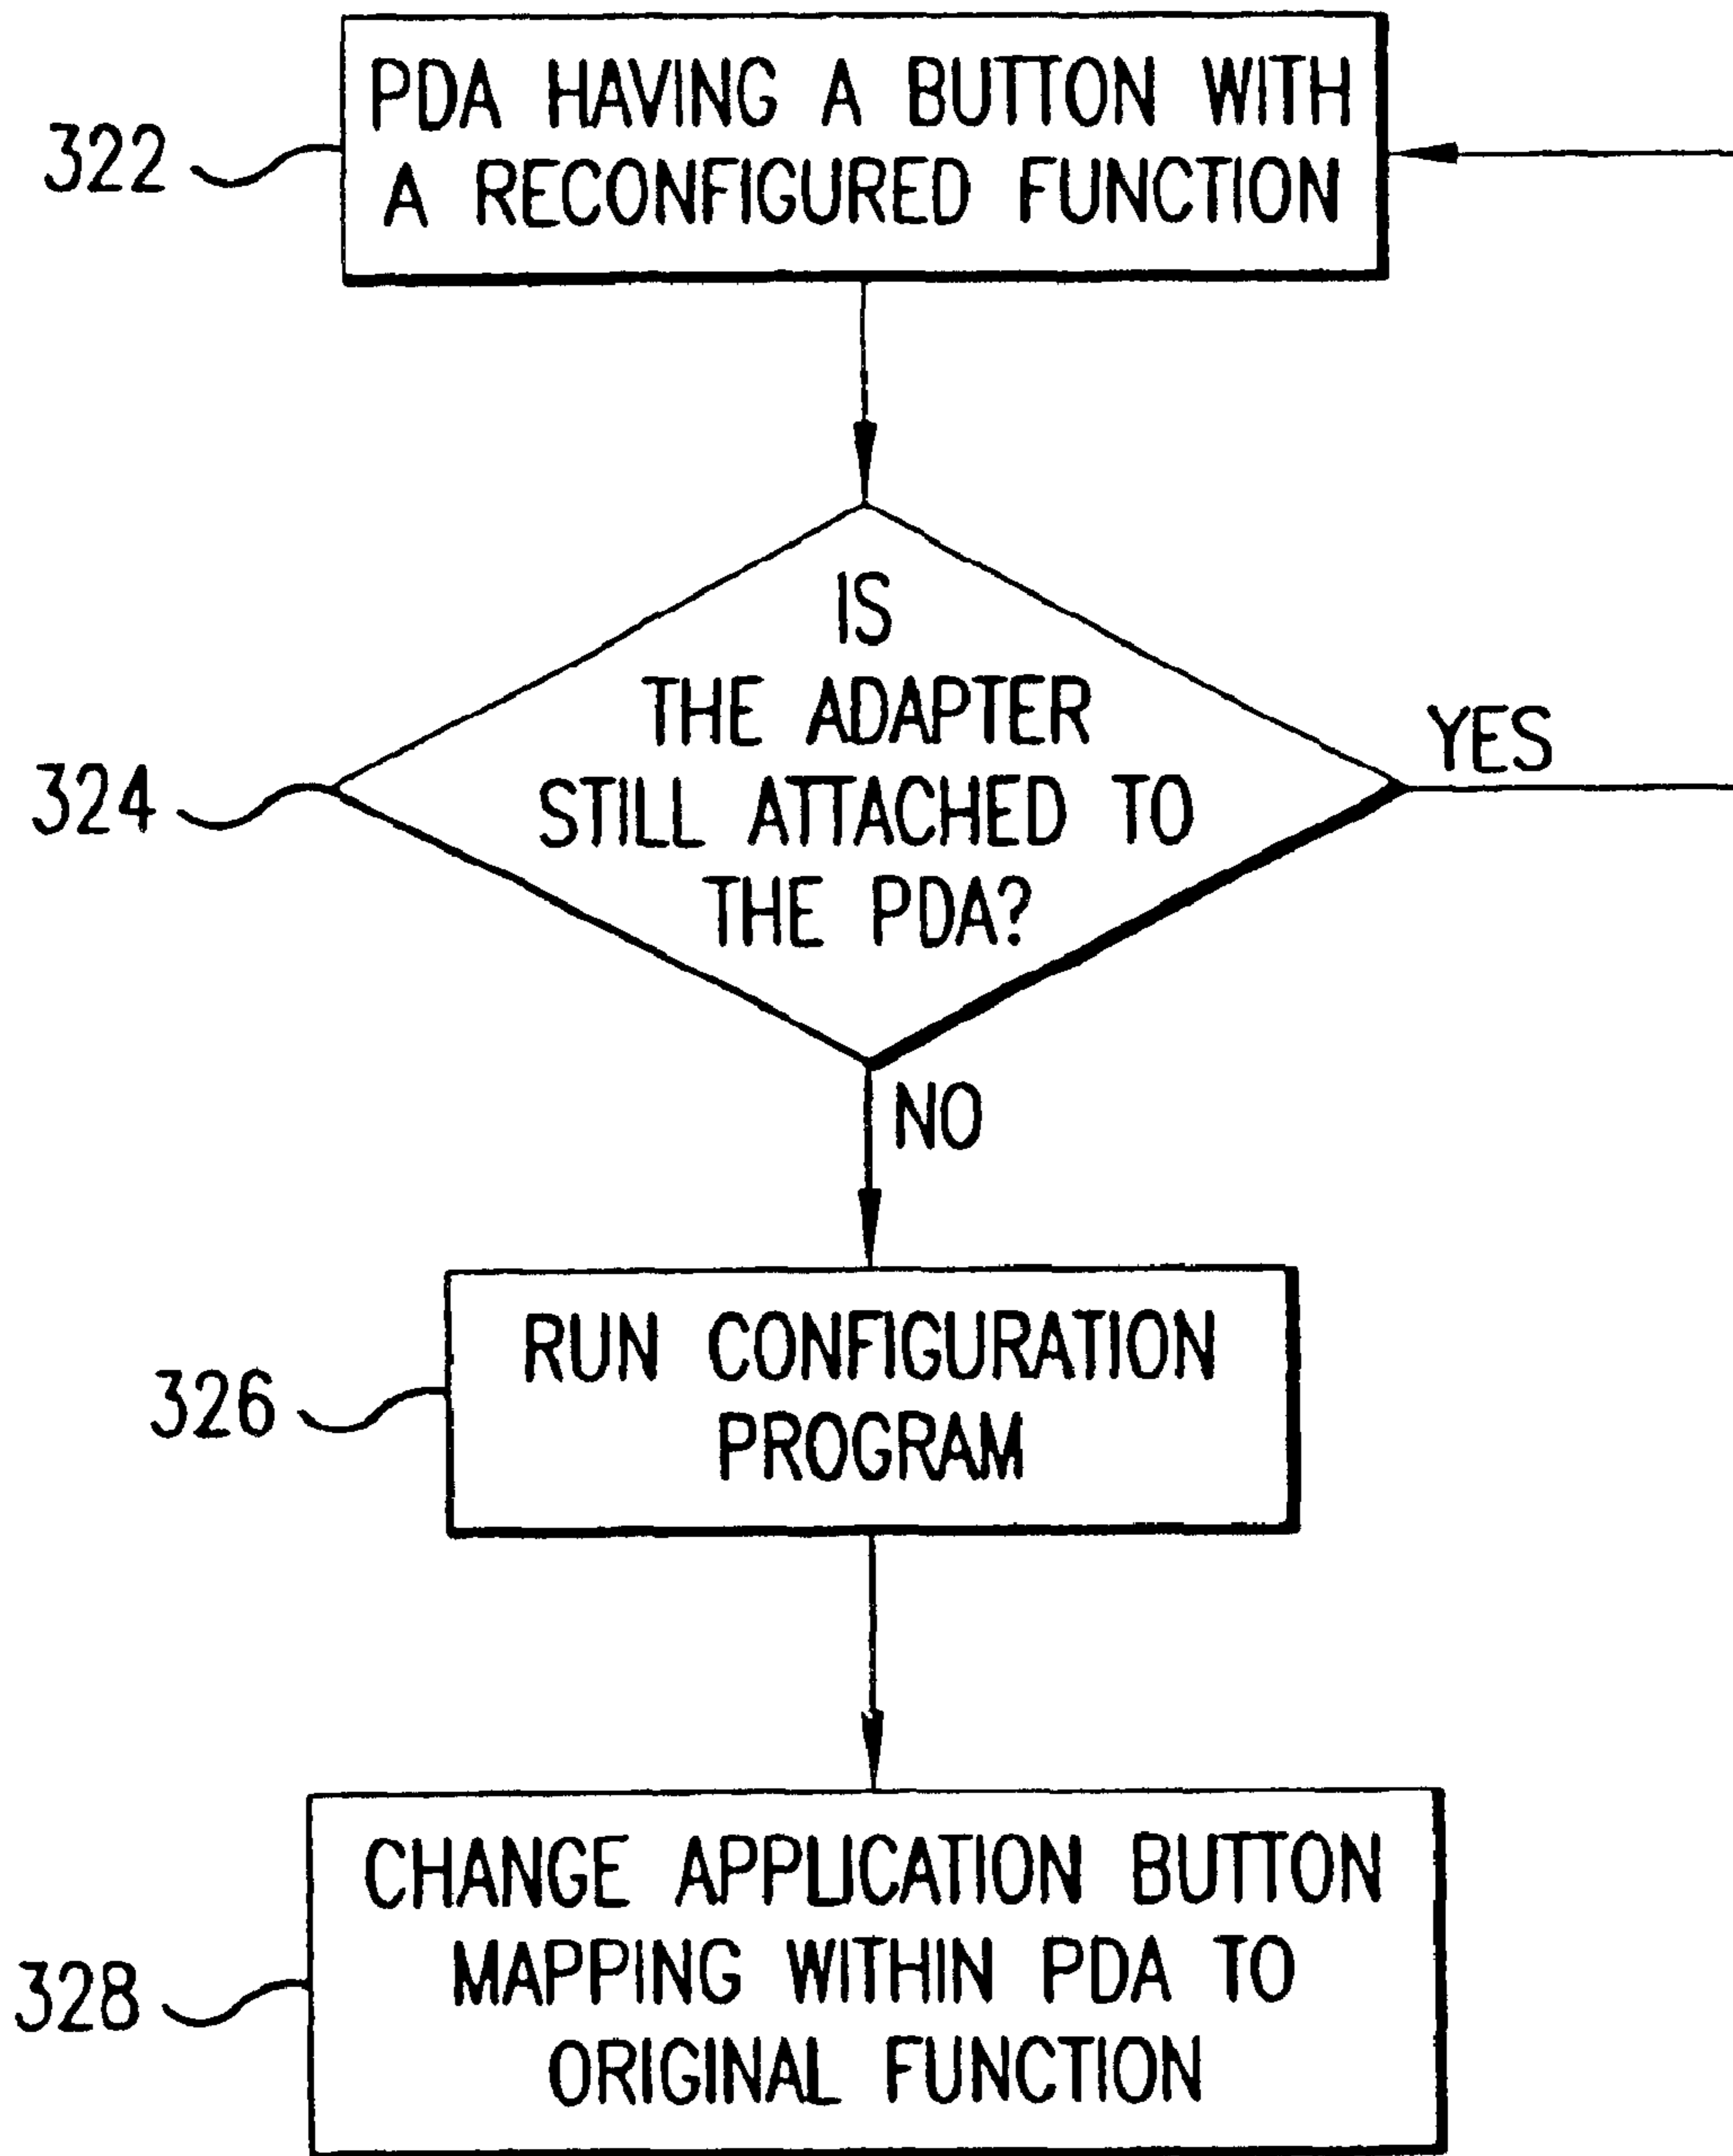 PDA HAVING A BUTTON WITH
A RECONFIGURED FUNCTION
322
IS
THE ADAPTER
STILL ATTACHED TO
THE PDA?
324
YES
NO
RUN CONFIGURATION
PROGRAM
326
CHANGE APPLICATION BUTTON
MAPPING WITHIN PDA TO
ORIGINAL FUNCTION
328